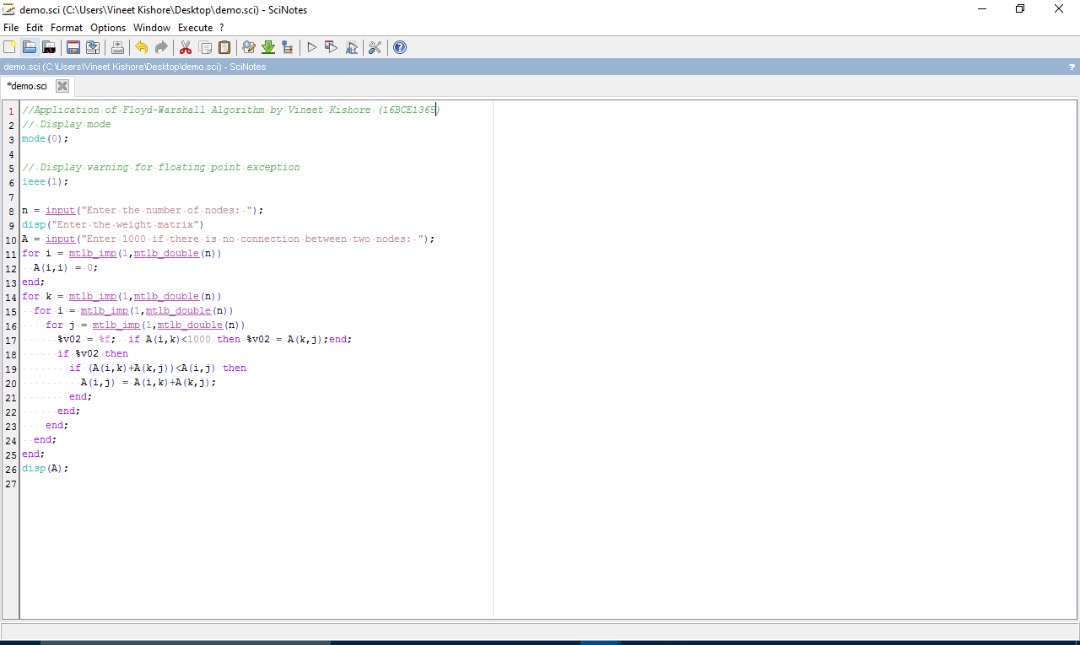 demo.sci (C:\Users\Vineet Kishore\Desktop\demo.sci) - SciNotes
File Edit Format Options Window Execute ?
demo.sci (C:\Users\Vineet Kishore\Desktop\demo.sci) - SciNotes ?
*demo.sci
1 //Application of Floyd-Warshall Algorithm by Vineet Kishore (16BCE1365)
2 // Display mode
3 mode(0);
4
5 // Display warning for floating point exception
6 ieee(1);
7
8 n = input("Enter the number of nodes: ");
9 disp("Enter the weight matrix")
10 A = input("Enter 1000 if there is no connection between two nodes: ");
11 for i = mtlb_imp(1,mtlb_double(n))
12 A(i,i) = 0;
13 end;
14 for k = mtlb_imp(1,mtlb_double(n))
15 for i = mtlb_imp(1,mtlb_double(n))
16 for j = mtlb_imp(1,mtlb_double(n))
17 %v02 = %f; if A(i,k)<1000 then %v02 = A(k,j);end;
18 if %v02 then
19 if (A(i,k)+A(k,j))<A(i,j) then
20 A(i,j) = A(i,k)+A(k,j);
21 end;
22 end;
23 end;
24 end;
25 end;
26 disp(A);
27